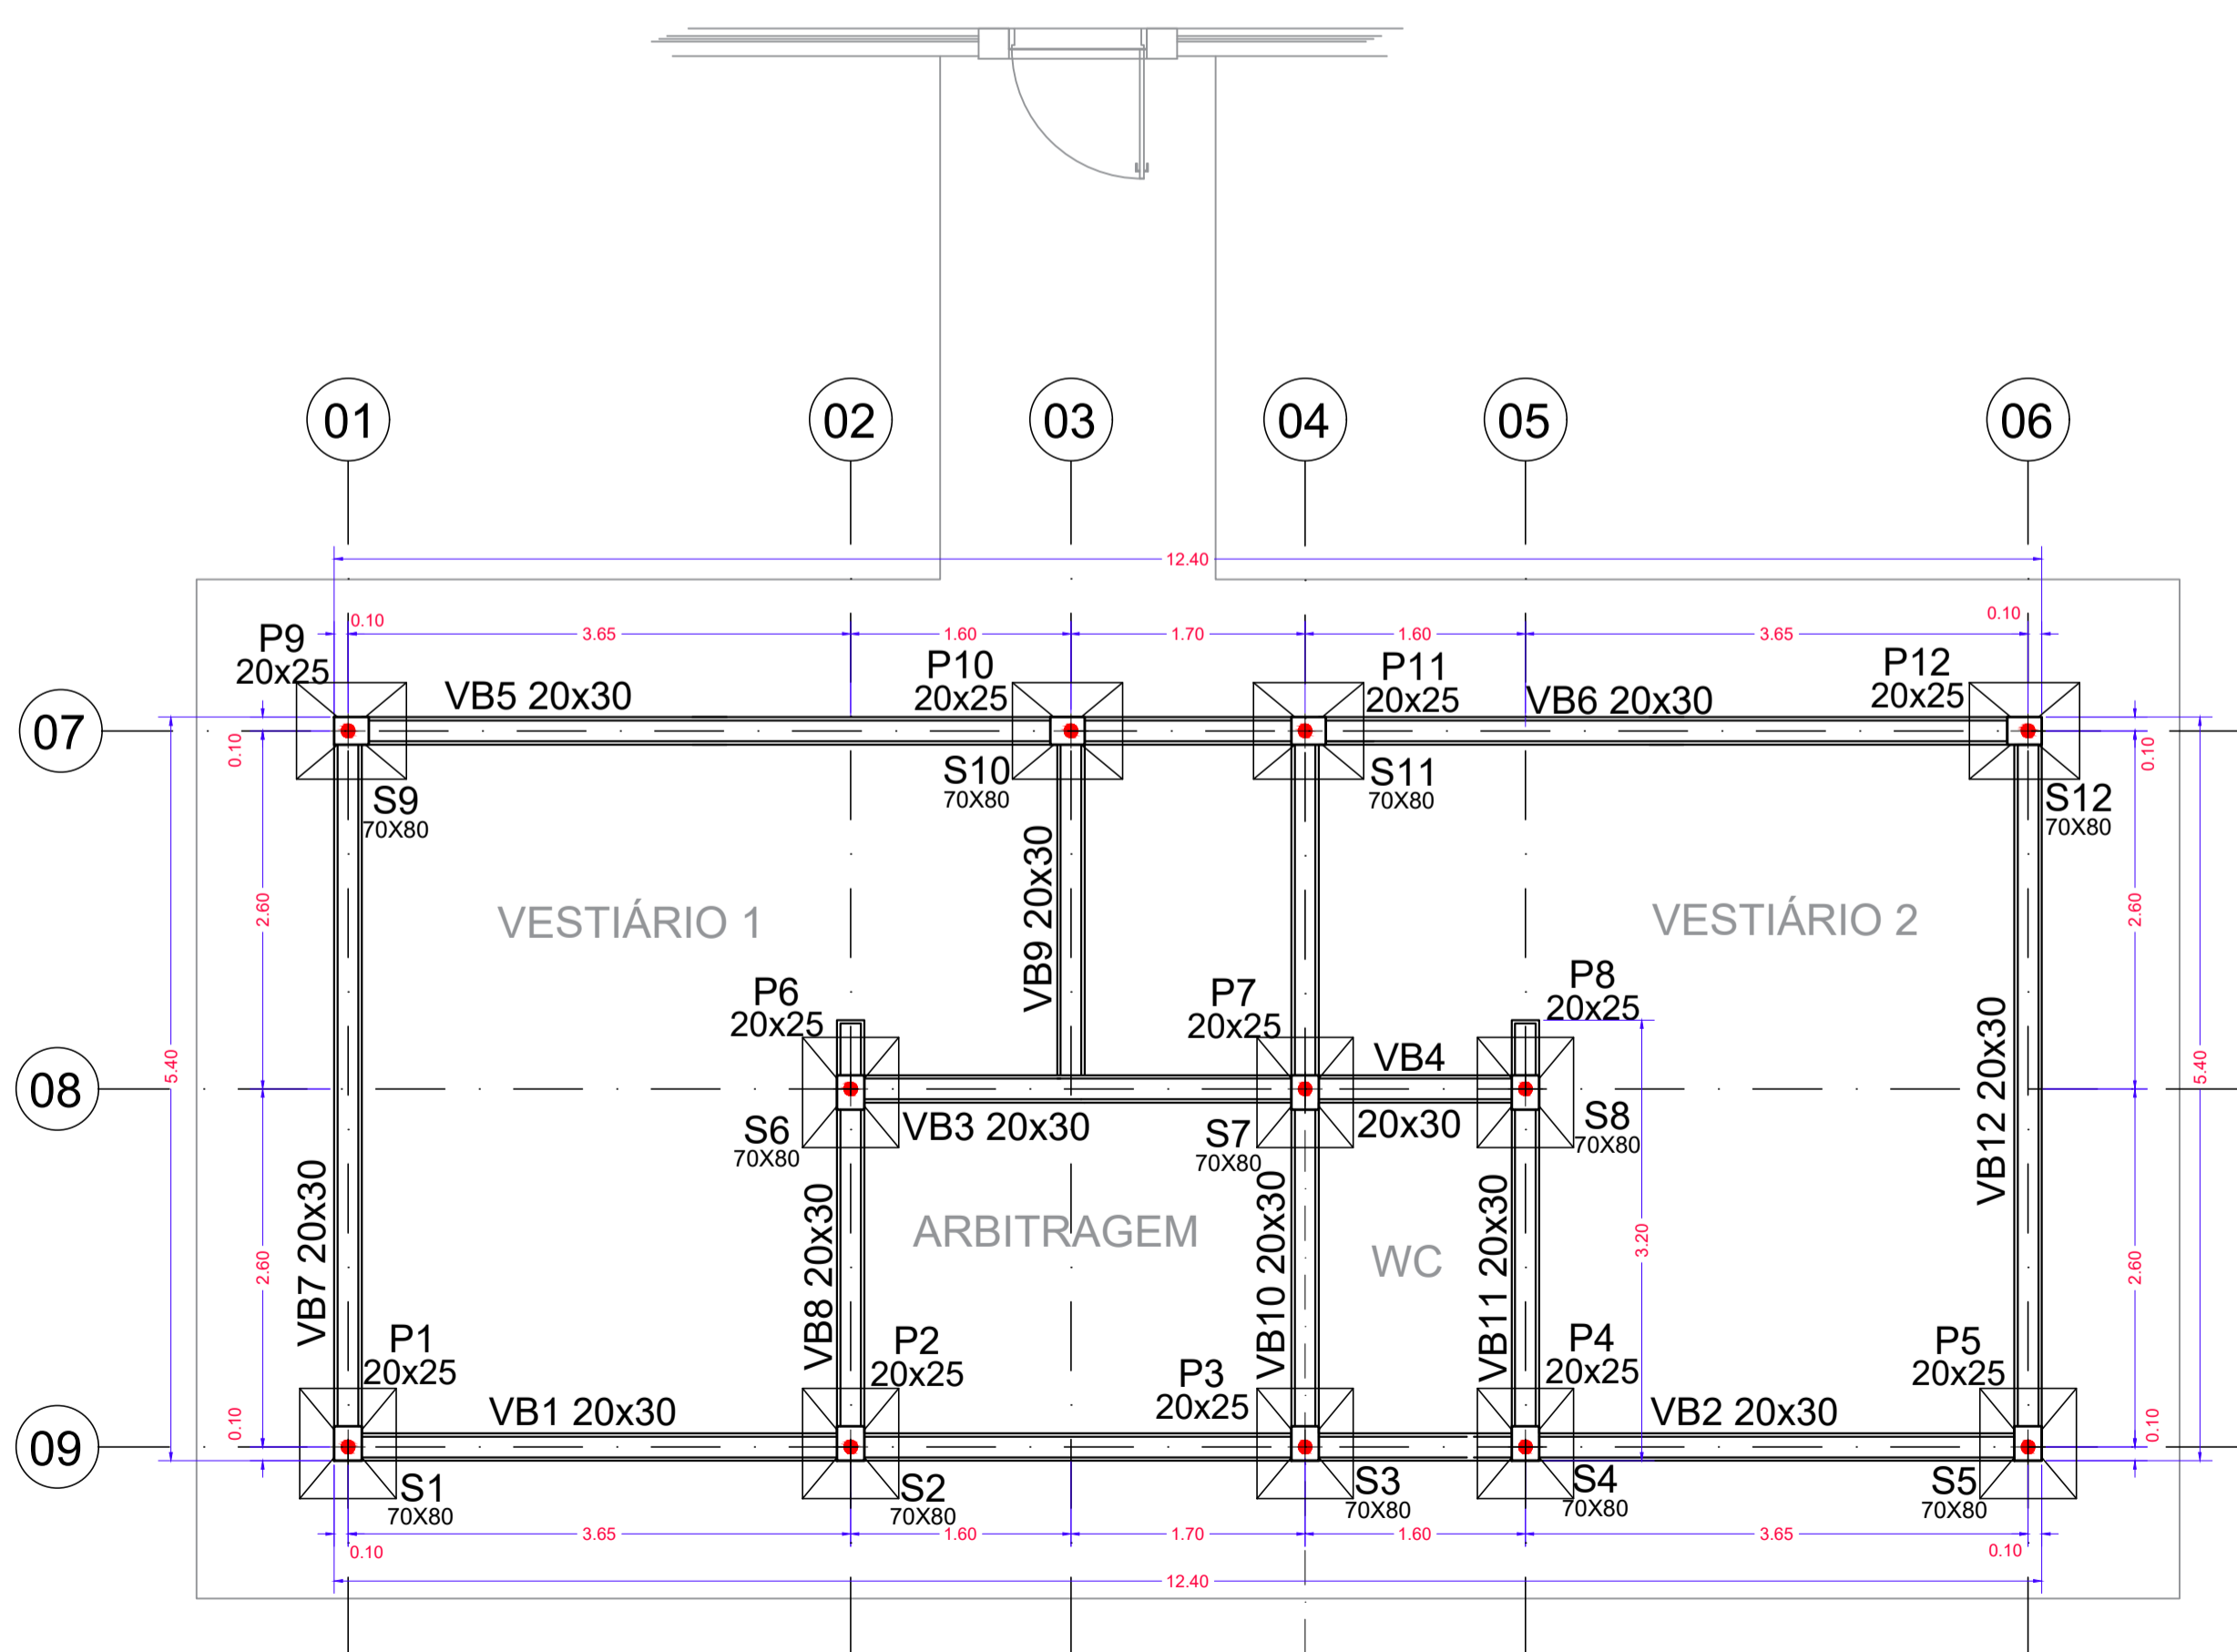 01
02
03
04
05
06
12.40
0.10
3.65
1.60
1.70
1.60
3.65
0.10
P9
20x25
VB5 20x30
P10
20x25
P11
20x25
VB6 20x30
P12
20x25
07
0.10
0.10
S9
70X80
S10
70X80
S11
70X80
S12
70X80
2.60
VESTIÁRIO 1
VB9 20x30
VESTIÁRIO 2
2.60
P6
20x25
P7
20x25
P8
20x25
VB4
20x30
5.40
08
5.40
S6
70X80
VB3 20x30
S7
70X80
S8
70X80
VB12 20x30
2.60
VB7 20x30
VB8 20x30
ARBITRAGEM
VB10 20x30
WC
VB11 20x30
3.20
2.60
P1
20x25
P2
20x25
P3
20x25
P4
20x25
P5
20x25
0.10
VB1 20x30
VB2 20x30
0.10
09
S1
70X80
S2
70X80
S3
70X80
S4
70X80
S5
70X80
0.10
3.65
1.60
1.70
1.60
3.65
0.10
12.40